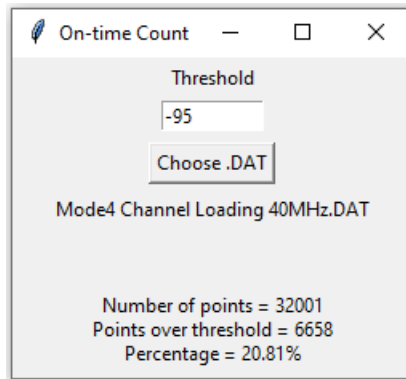 On-time Count
Threshold
-95
Choose .DAT
Mode4 Channel Loading 40MHz.DAT
Number of points = 32001
Points over threshold = 6658
Percentage = 20.81%